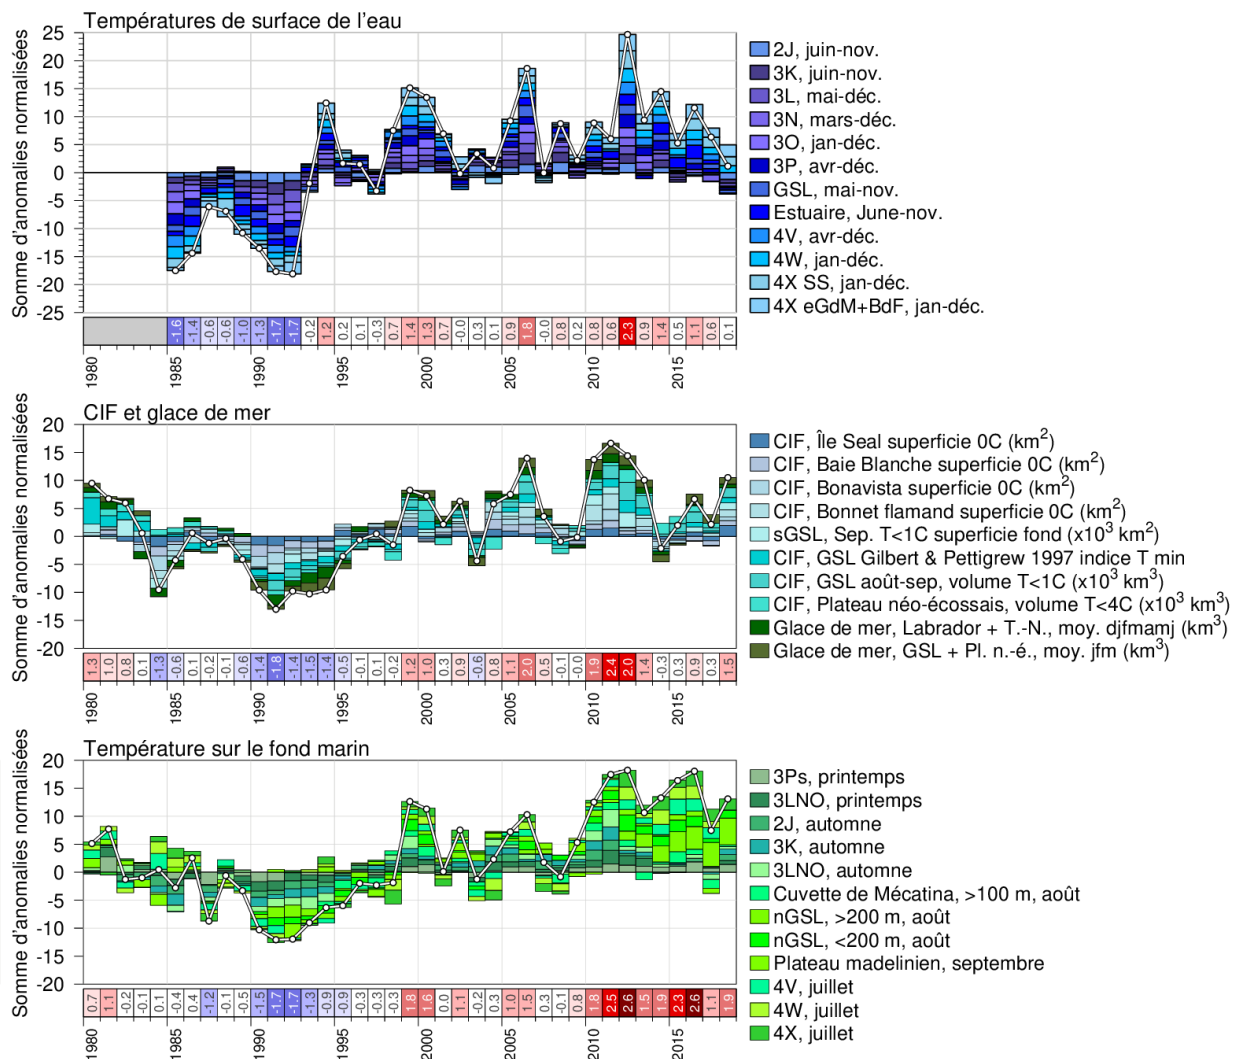 Températures de surface de l'eau
Somme d'anomalies normalisées
25
20
15
10
5
0
-5
-10
-15
-20
-25
2J, juin-nov.
3K, juin-nov.
3L, mai-déc.
3N, mars-déc.
3O, jan-déc.
3P, avr-déc.
GSL, mai-nov.
Estuaire, June-nov.
4V, avr-déc.
4W, jan-déc.
4X SS, jan-déc.
4X eGdM+BdF, jan-déc.
-1.6 -1.4 -0.6 -0.6 -1.0 -1.3 -1.7 -1.7 -0.2 1.2 0.2 0.1 -0.3 0.7 1.4 1.3 0.7 -0.0 0.3 0.1 0.9 1.8 -0.0 0.8 0.2 0.8 0.6 2.3 0.9 1.4 0.5 1.1 0.6 0.1
1980 1985 1990 1995 2000 2005 2010 2015
CIF et glace de mer
Somme d'anomalies normalisées
20
15
10
5
0
-5
-10
-15
-20
CIF, Île Seal superficie 0C (km²)
CIF, Baie Blanche superficie 0C (km²)
CIF, Bonavista superficie 0C (km²)
CIF, Bonnet flamand superficie 0C (km²)
sGSL, Sep. T<1C superficie fond (x10³ km²)
CIF, GSL Gilbert & Pettigrew 1997 indice T min
CIF, GSL août-sep, volume T<1C (x10³ km³)
CIF, Plateau néo-écossais, volume T<4C (x10³ km³)
Glace de mer, Labrador + T.-N., moy. djfmamj (km³)
Glace de mer, GSL + Pl. n.-é., moy. jfm (km³)
1.3 1.0 0.8 0.1 -1.3 -0.6 0.1 -0.2 -0.1 -0.6 -1.4 -1.8 -1.4 -1.5 -1.4 -0.5 -0.1 0.1 -0.2 1.2 1.0 0.3 0.9 -0.6 0.8 1.1 2.0 0.5 -0.1 -0.0 1.9 2.4 2.0 1.4 -0.3 0.3 0.9 0.3 1.5
1980 1985 1990 1995 2000 2005 2010 2015
Température sur le fond marin
Somme d'anomalies normalisées
20
15
10
5
0
-5
-10
-15
-20
3Ps, printemps
3LNO, printemps
2J, automne
3K, automne
3LNO, automne
Cuvette de Mécatina, >100 m, août
nGSL, >200 m, août
nGSL, <200 m, août
Plateau madelinien, septembre
4V, juillet
4W, juillet
4X, juillet
0.7 1.1 -0.2 -0.1 0.1 -0.4 0.4 -1.2 -0.1 -0.5 -1.5 -1.7 -1.7 -1.3 -0.9 -0.9 -0.3 -0.3 -0.3 1.8 1.6 0.0 1.1 -0.2 0.3 1.0 1.5 0.3 -0.1 0.8 1.8 2.5 2.6 1.5 1.9 2.3 2.6 1.1 1.9
1980 1985 1990 1995 2000 2005 2010 2015